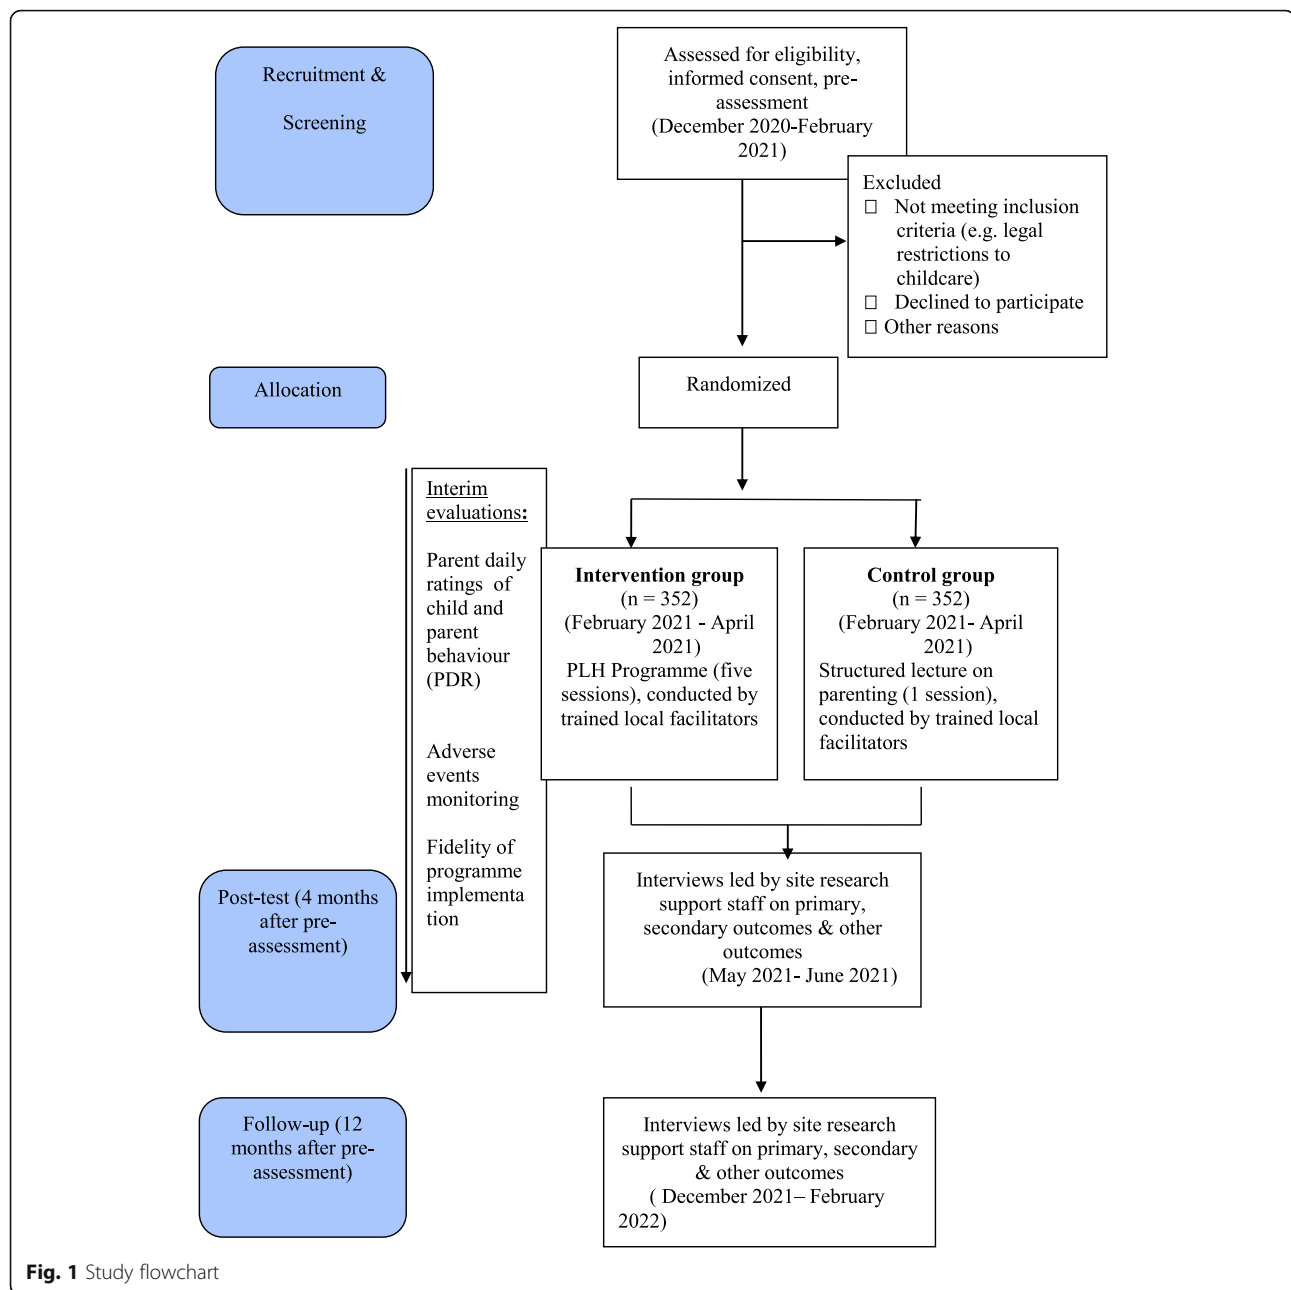 Recruitment &
Screening
Assessed for eligibility,
informed consent, pre-
assessment
(December 2020-February
2021)
Excluded
□ Not meeting inclusion
criteria (e.g. legal
restrictions to
childcare)
□ Declined to participate
□ Other reasons
Allocation
Randomized
Interim
evaluations:
Parent daily
ratings of
child and
parent
behaviour
(PDR)
Adverse
events
monitoring
Fidelity of
programme
implementa
tion
Intervention group
(n = 352)
(February 2021 - April
2021)
PLH Programme (five
sessions), conducted by
trained local facilitators
Control group
(n = 352)
(February 2021- April
2021)
Structured lecture on
parenting (1 session),
conducted by trained local
facilitators
Post-test (4 months
after pre-
assessment)
Interviews led by site research
support staff on primary,
secondary outcomes & other
outcomes
(May 2021- June 2021)
Follow-up (12
months after pre-
assessment)
Interviews led by site research
support staff on primary, secondary
& other outcomes
( December 2021– February
2022)
Fig. 1 Study flowchart